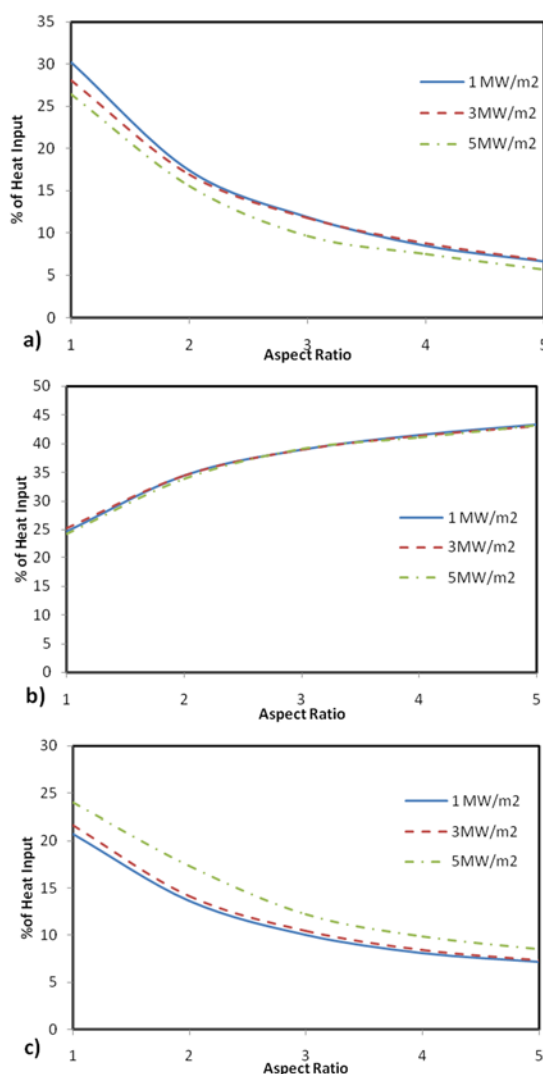 35
30
25
20
15
10
5
0
% of Heat Input
1 MW/m2
3MW/m2
5MW/m2
1 2 3 4 5
Aspect Ratio
a)
50
45
40
35
30
25
20
15
10
5
0
% of Heat Input
1 MW/m2
3MW/m2
5MW/m2
1 2 3 4 5
Aspect Ratio
b)
30
25
20
15
10
5
0
%of Heat Input
1 MW/m2
3MW/m2
5MW/m2
1 2 3 4 5
Aspect Ratio
c)